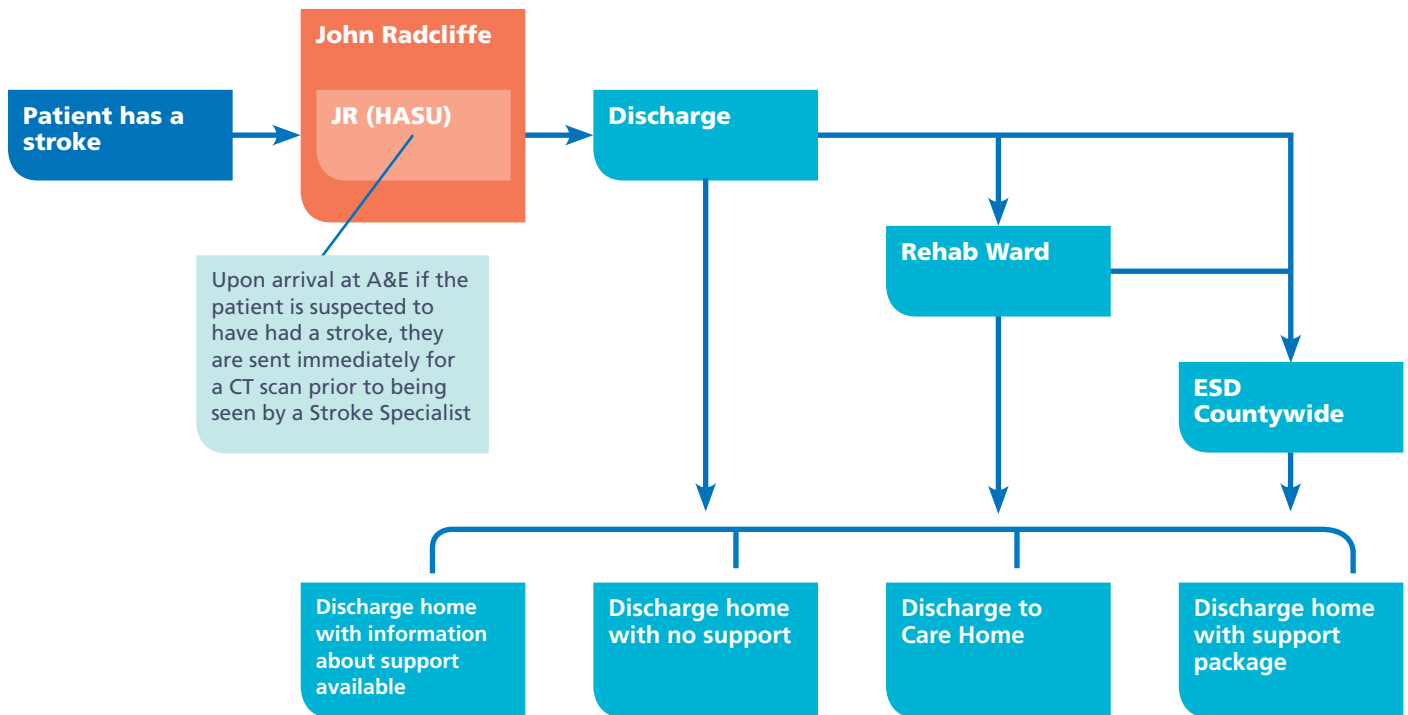 John Radcliffe
Patient has a
stroke
JR (HASU)
Discharge
Rehab Ward
Upon arrival at A&E if the
patient is suspected to
have had a stroke, they
are sent immediately for
a CT scan prior to being
seen by a Stroke Specialist
ESD
Countywide
Discharge home
with information
about support
available
Discharge home
with no support
Discharge to
Care Home
Discharge home
with support
package